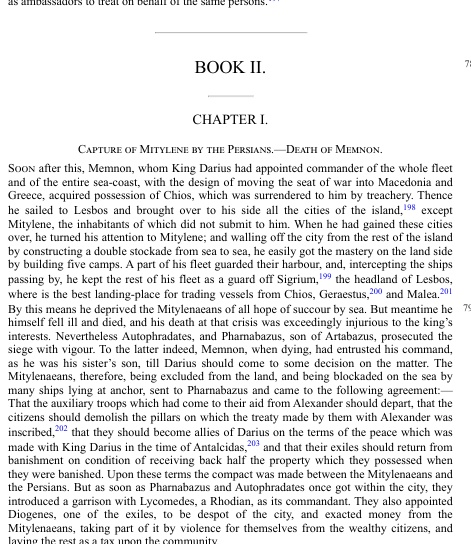 as ambassadors to treat on behalf of the same persons.
BOOK II.
78
CHAPTER I.
Capture of Mitylene by the Persians.—Death of Memnon.
Soon after this, Memnon, whom King Darius had appointed commander of the whole fleet
and of the entire sea-coast, with the design of moving the seat of war into Macedonia and
Greece, acquired possession of Chios, which was surrendered to him by treachery. Thence
he sailed to Lesbos and brought over to his side all the cities of the island,198 except
Mitylene, the inhabitants of which did not submit to him. When he had gained these cities
over, he turned his attention to Mitylene; and walling off the city from the rest of the island
by constructing a double stockade from sea to sea, he easily got the mastery on the land side
by building five camps. A part of his fleet guarded their harbour, and, intercepting the ships
passing by, he kept the rest of his fleet as a guard off Sigrium,199 the headland of Lesbos,
where is the best landing-place for trading vessels from Chios, Geraestus,200 and Malea.201
By this means he deprived the Mitylenaeans of all hope of succour by sea. But meantime he
79
himself fell ill and died, and his death at that crisis was exceedingly injurious to the king's
interests. Nevertheless Autophradates, and Pharnabazus, son of Artabazus, prosecuted the
siege with vigour. To the latter indeed, Memnon, when dying, had entrusted his command,
as he was his sister's son, till Darius should come to some decision on the matter. The
Mitylenaeans, therefore, being excluded from the land, and being blockaded on the sea by
many ships lying at anchor, sent to Pharnabazus and came to the following agreement:—
That the auxiliary troops which had come to their aid from Alexander should depart, that the
citizens should demolish the pillars on which the treaty made by them with Alexander was
inscribed,202 that they should become allies of Darius on the terms of the peace which was
made with King Darius in the time of Antalcidas,203 and that their exiles should return from
banishment on condition of receiving back half the property which they possessed when
they were banished. Upon these terms the compact was made between the Mitylenaeans and
the Persians. But as soon as Pharnabazus and Autophradates once got within the city, they
introduced a garrison with Lycomedes, a Rhodian, as its commandant. They also appointed
Diogenes, one of the exiles, to be despot of the city, and exacted money from the
Mitylenaeans, taking part of it by violence for themselves from the wealthy citizens, and
laying the rest as a tax upon the community.